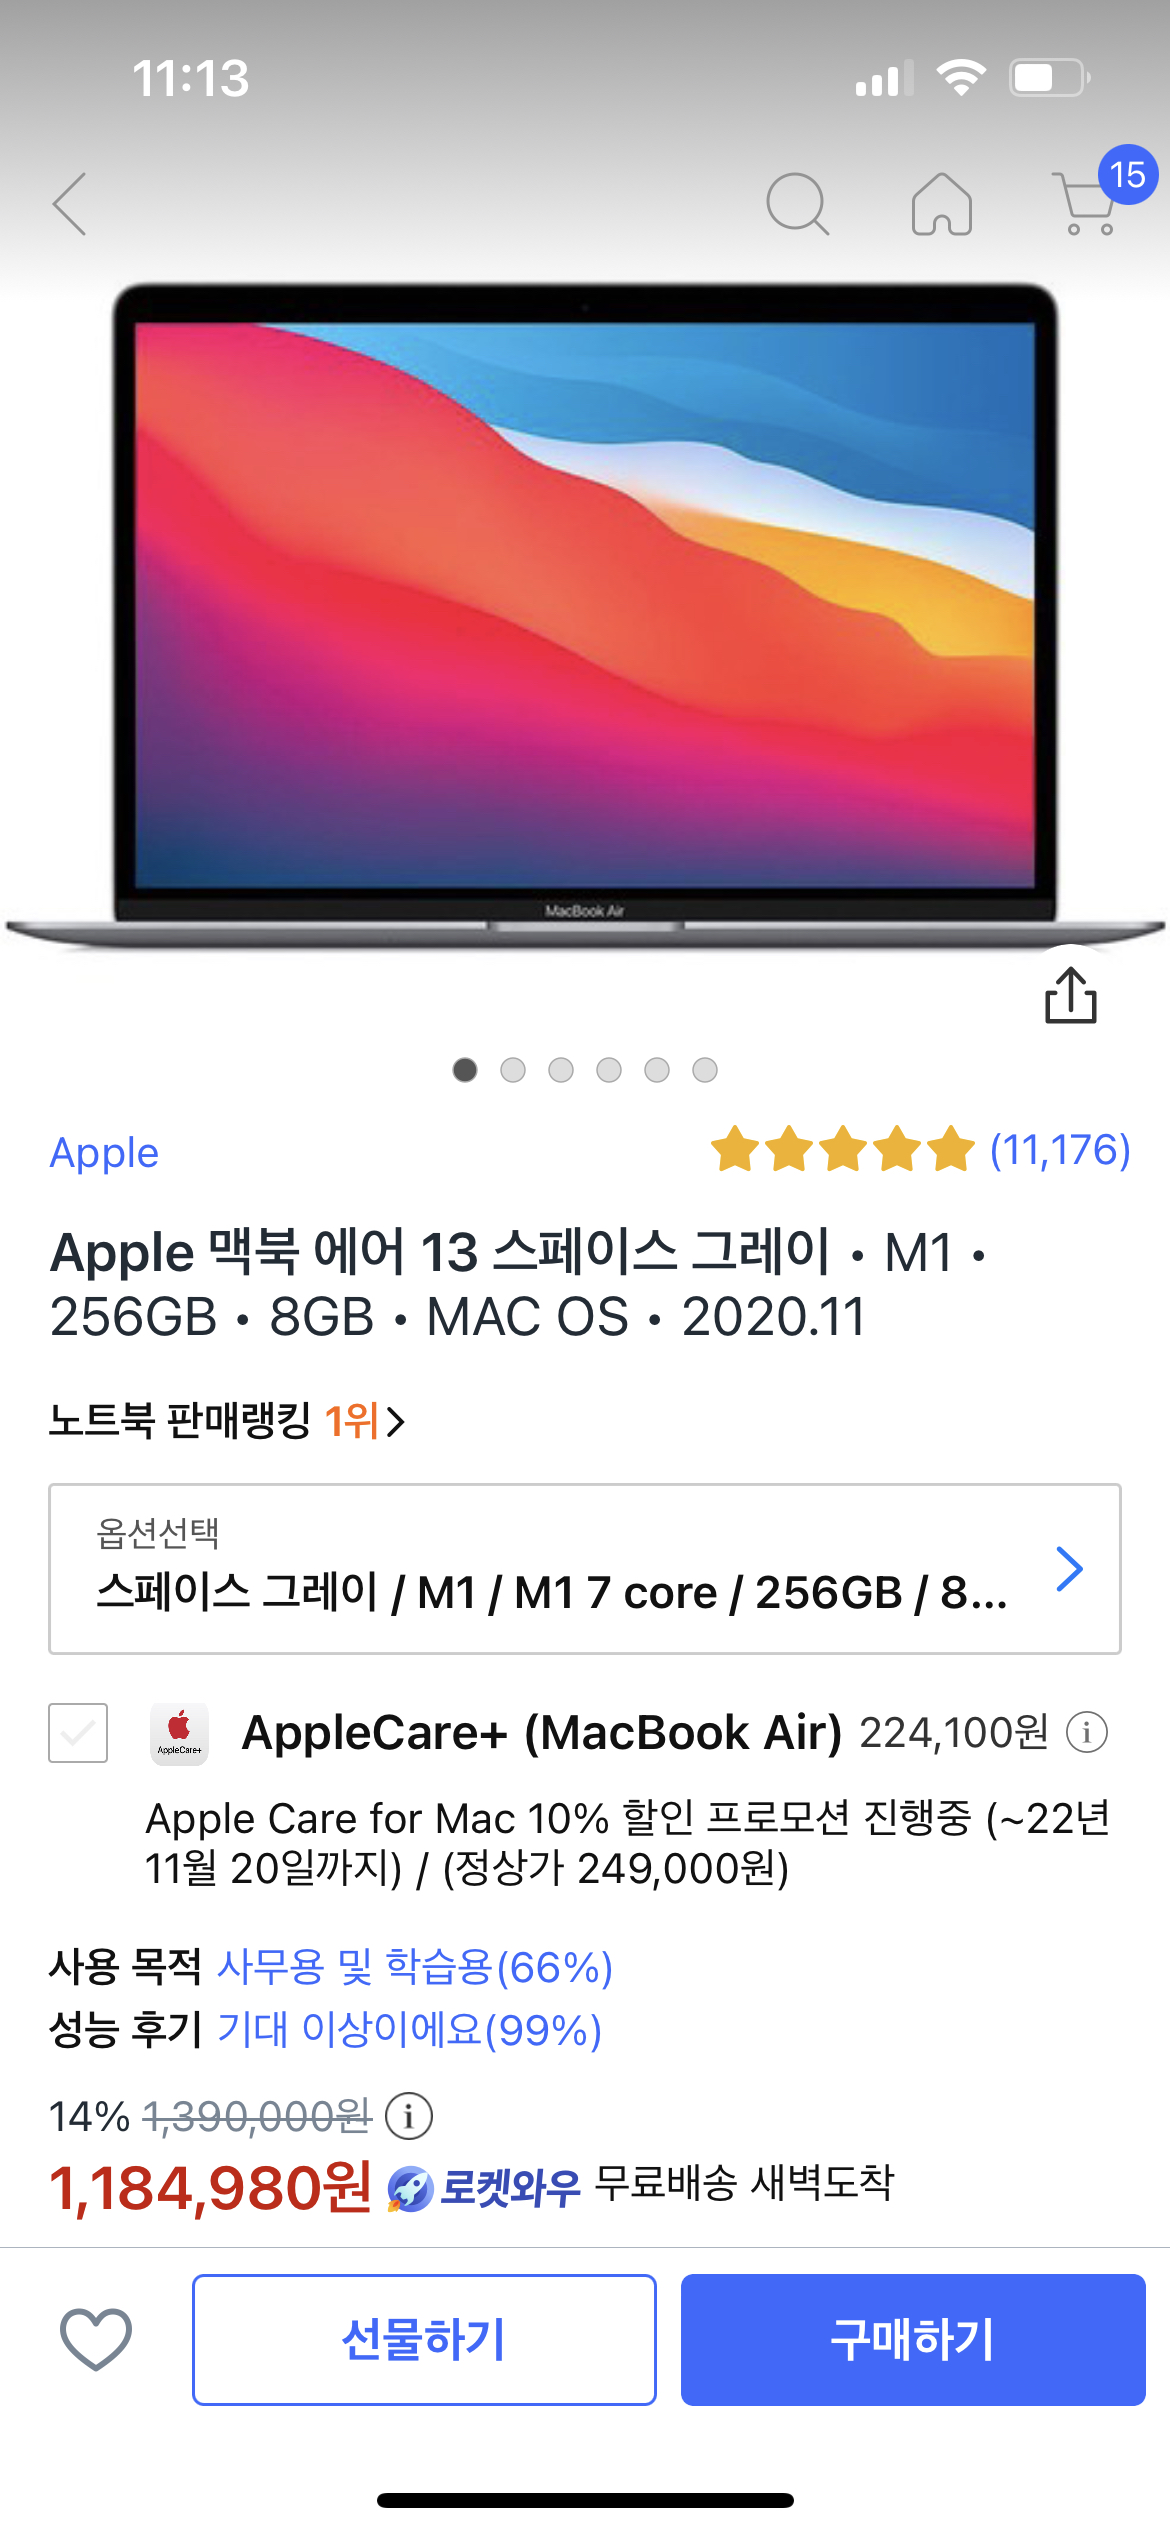 11:13
15
MacBook Air
Apple
(11,176)
Apple 맥북 에어 13 스페이스 그레이 • M1 •
256GB • 8GB • MAC OS • 2020.11
노트북 판매랭킹 1위
옵션선택
스페이스 그레이 / M1 / M1 7 core / 256GB / 8...
AppleCare+
AppleCare+ (MacBook Air) 224,100원
Apple Care for Mac 10% 할인 프로모션 진행중 (~22년
11월 20일까지) / (정상가 249,000원)
사용 목적 사무용 및 학습용(66%)
성능 후기 기대 이상이에요(99%)
14% 1,390,000원
1,184,980원 로켓와우 무료배송 새벽도착
선물하기
구매하기